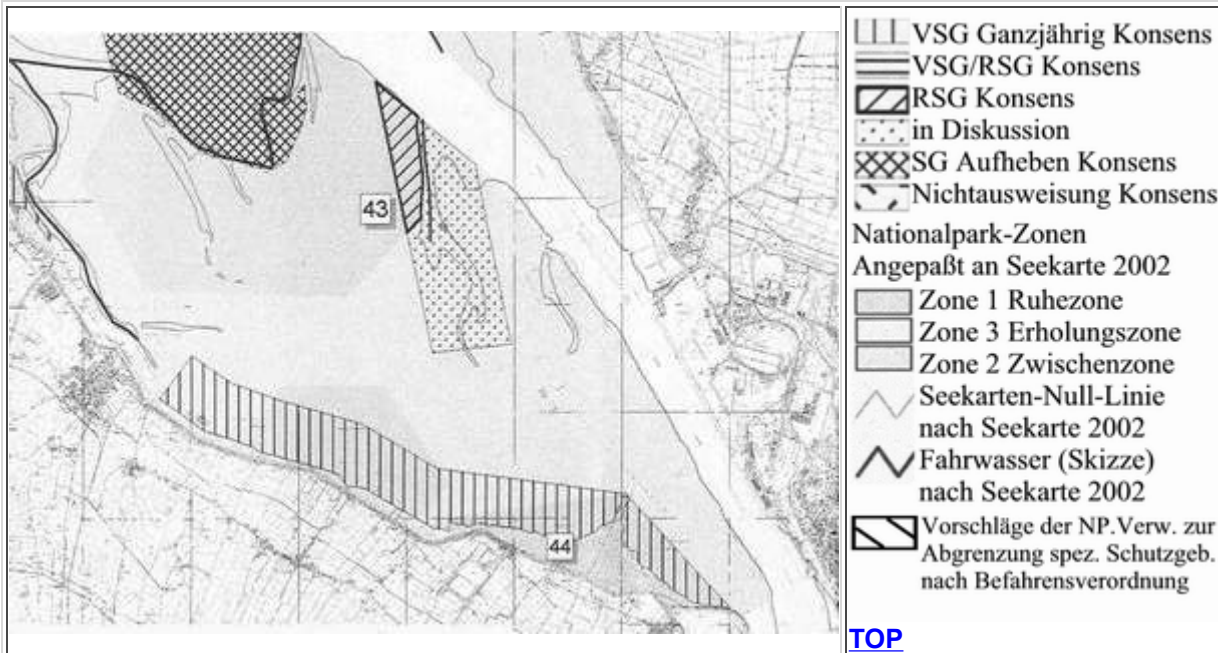 43
44
VSG Ganzjährig Konsens
VSG/RSG Konsens
RSG Konsens
in Diskussion
SG Aufheben Konsens
Nichtausweisung Konsens
Nationalpark-Zonen
Angepaßt an Seekarte 2002
Zone 1 Ruhezone
Zone 3 Erholungszone
Zone 2 Zwischenzone
Seekarten-Null-Linie
nach Seekarte 2002
Fahrwasser (Skizze)
nach Seekarte 2002
Vorschläge der NP.Verw. zur
Abgrenzung spez. Schutzgeb.
nach Befahrensverordnung
TOP